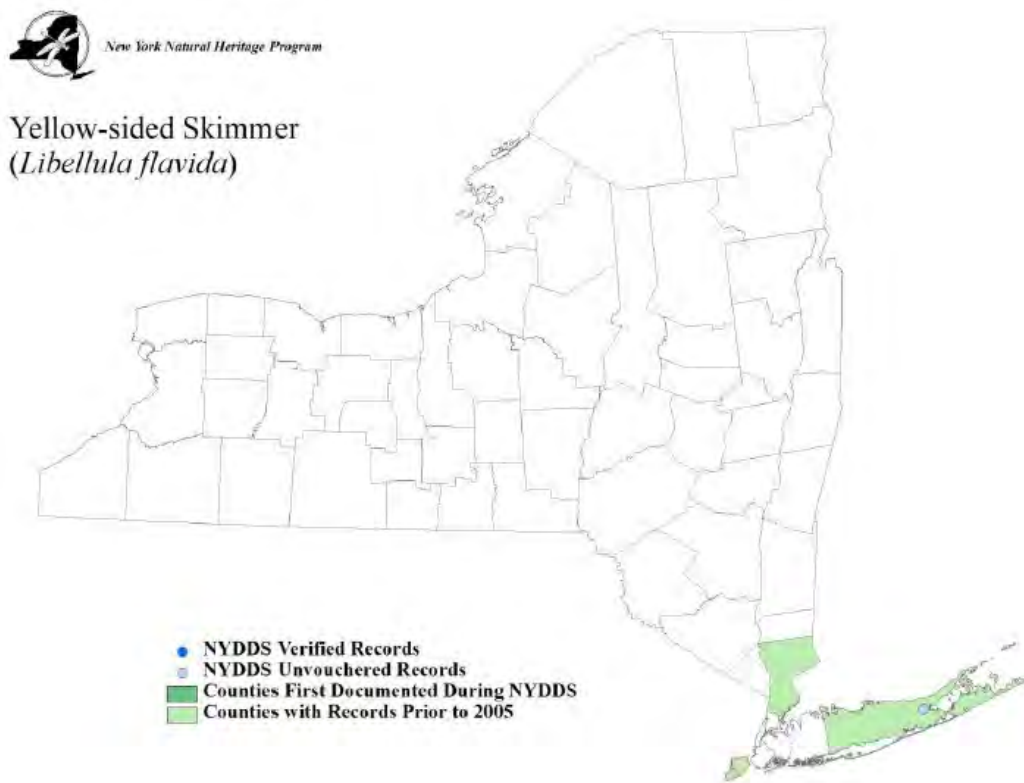 New York Natural Heritage Program
Yellow-sided Skimmer
(Libellula flavida)
NYDDS Verified Records
NYDDS Unvouchered Records
Counties First Documented During NYDDS
Counties with Records Prior to 2005